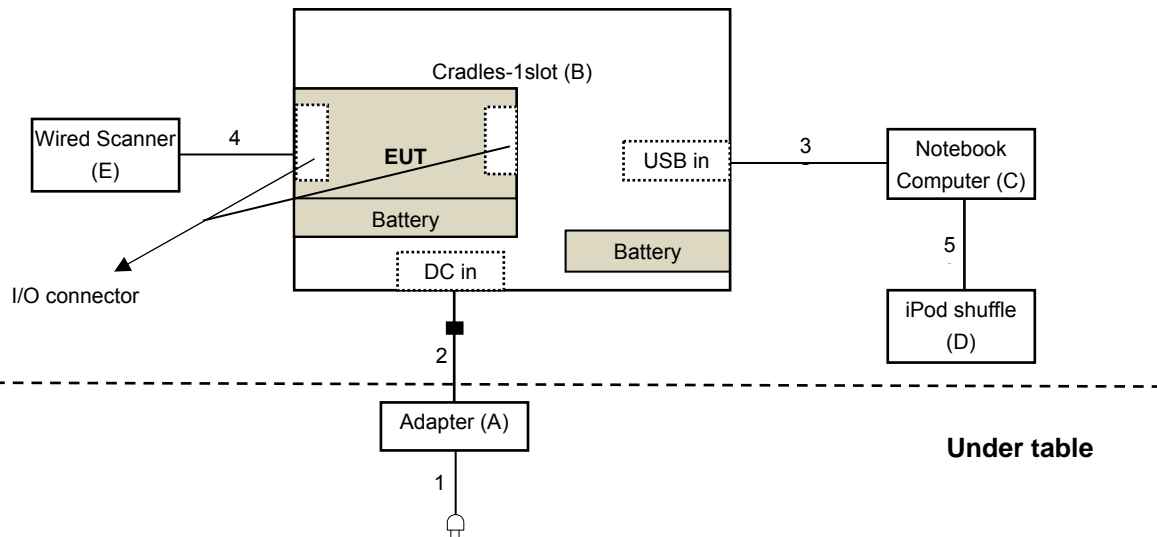 Cradles-1slot (B)
Wired Scanner
(E)
4
EUT
USB in
3
Notebook
Computer (C)
Battery
Battery
5
DC in
I/O connector
iPod shuffle
(D)
2
Adapter (A)
Under table
1